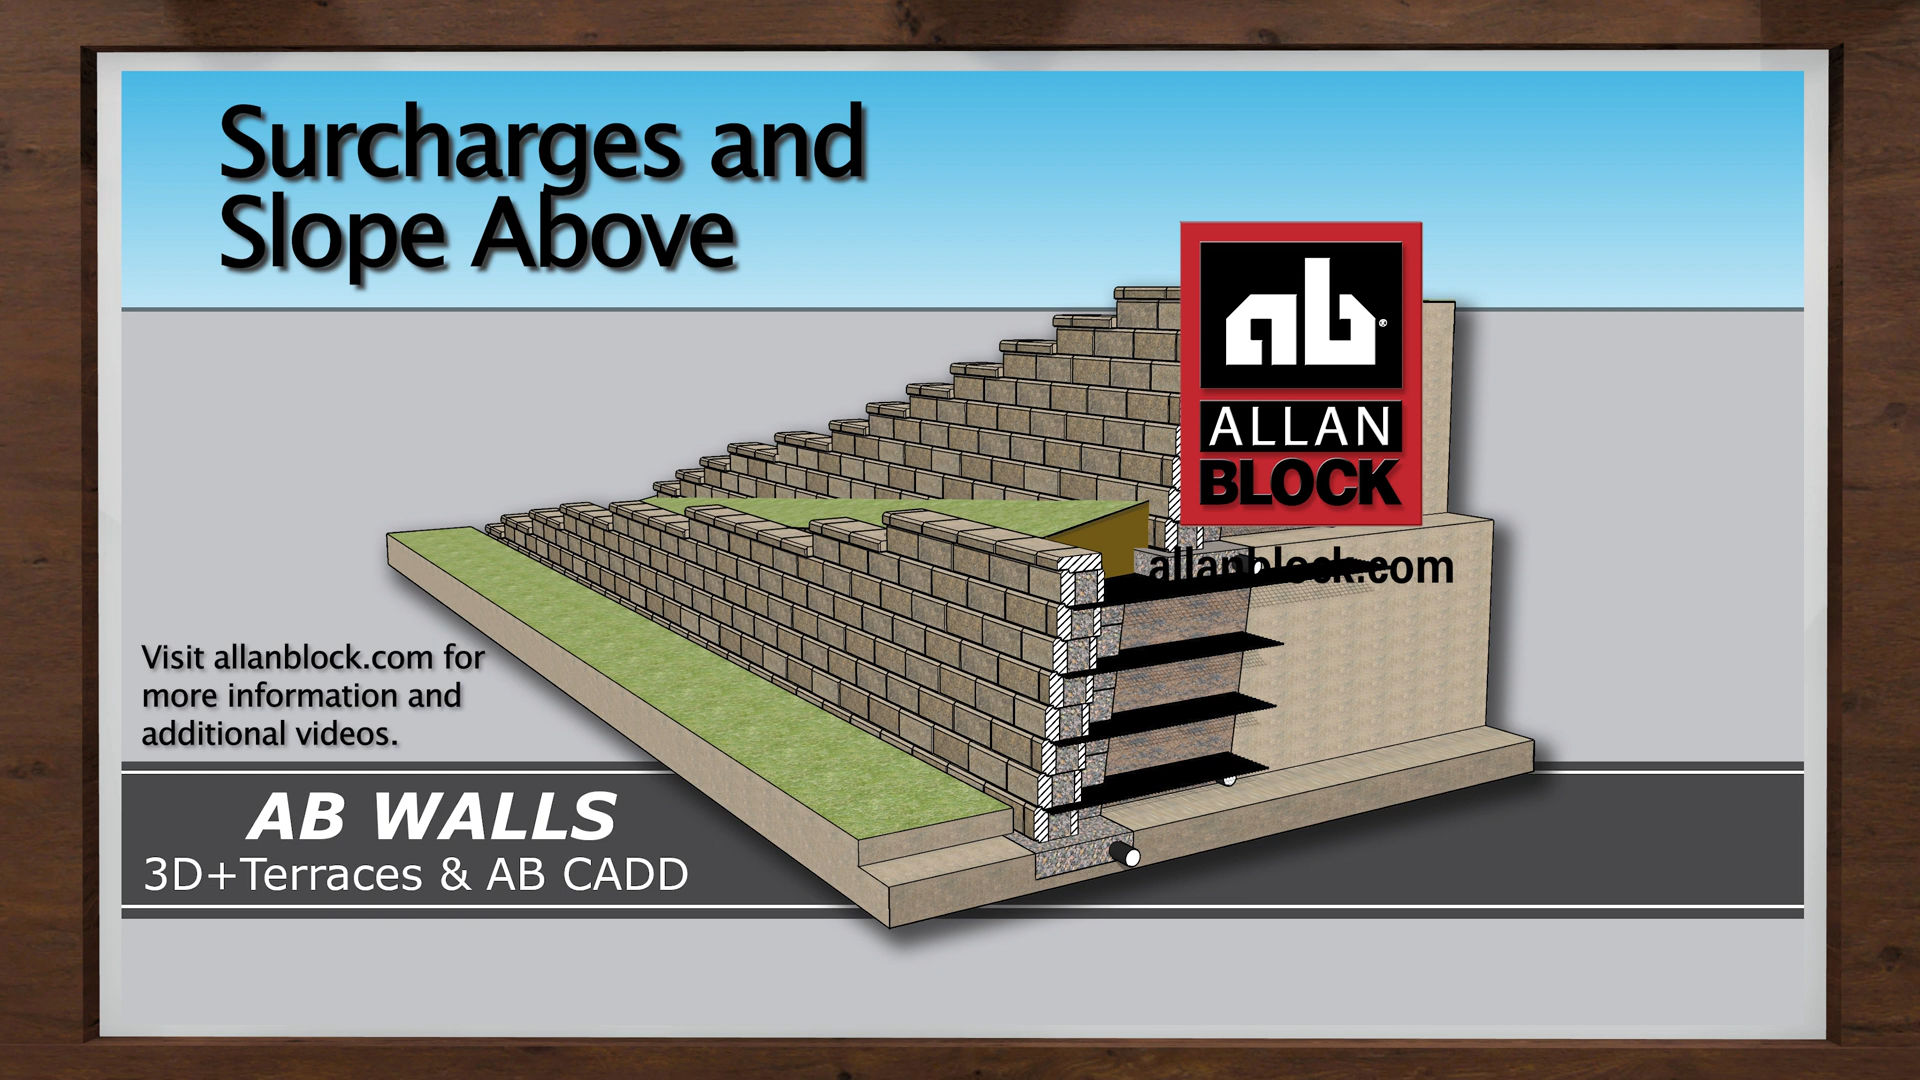 Surcharges and
Slope Above
ab®
ALLAN
BLOCK
allanblock.com
Visit allanblock.com for
more information and
additional videos.
AB WALLS
3D+Terraces & AB CADD